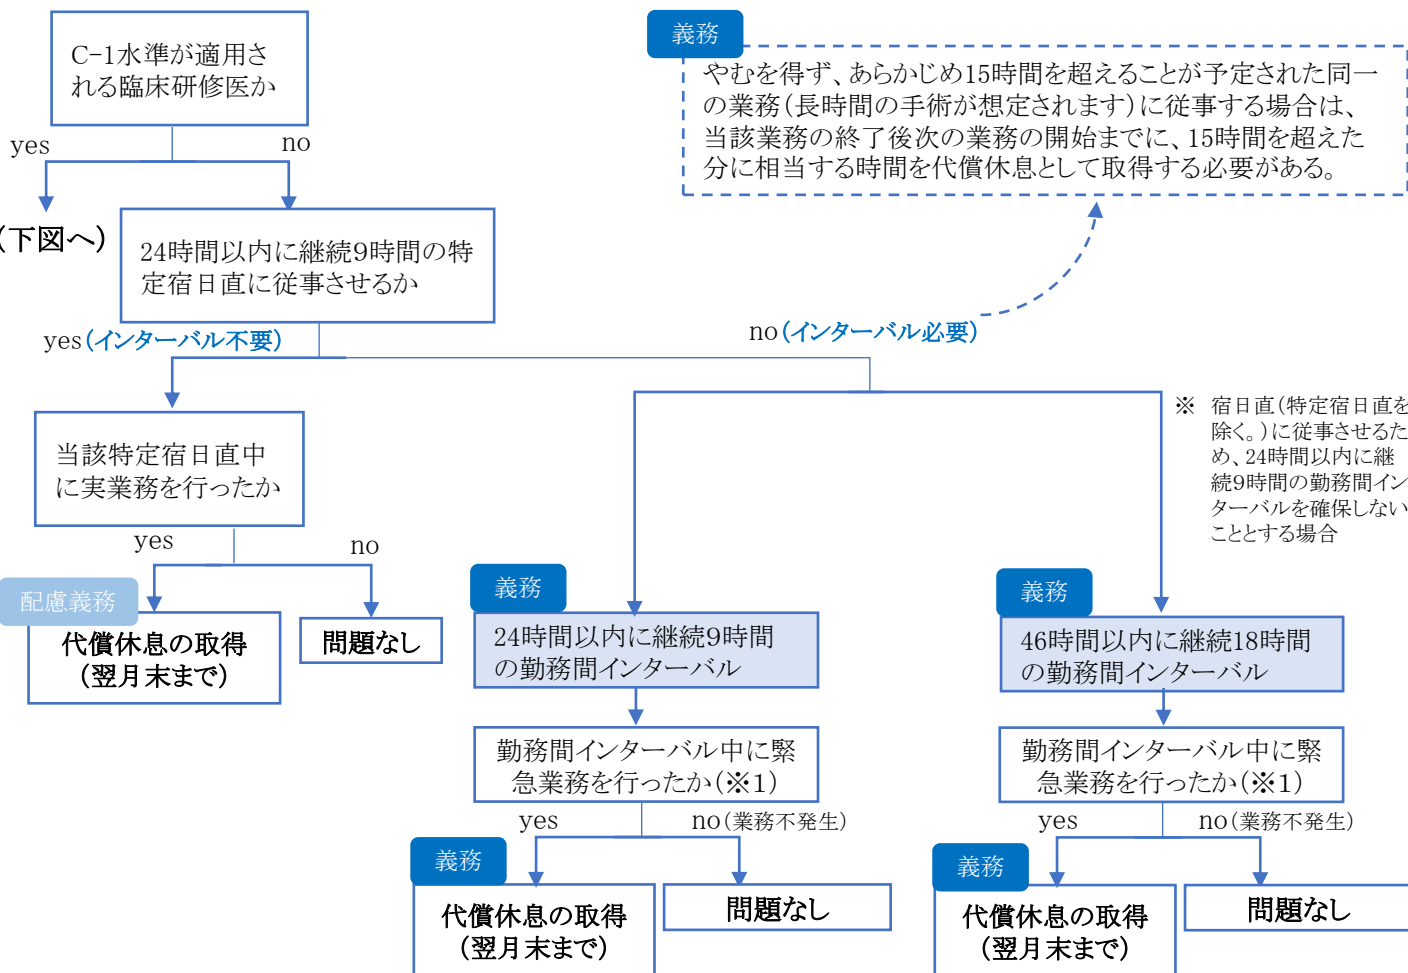 C-1水準が適用さ
れる臨床研修医か
yes
no
(下図へ)
義務
やむを得ず、あらかじめ15時間を超えることが予定された同一
の業務(長時間の手術が想定されます)に従事する場合は、
当該業務の終了後次の業務の開始までに、15時間を超えた
分に相当する時間を代償休息として取得する必要がある。
24時間以内に継続9時間の特
定宿日直に従事させるか
yes(インターバル不要)
no(インターバル必要)
当該特定宿日直中
に実業務を行ったか
※ 宿日直(特定宿日直を
除く。)に従事させるた
め、24時間以内に継
続9時間の勤務間イン
ターバルを確保しない
こととする場合
yes
no
配慮義務
代償休息の取得
(翌月末まで)
問題なし
義務
24時間以内に継続9時間
の勤務間インターバル
義務
46時間以内に継続18時間
の勤務間インターバル
勤務間インターバル中に緊
急業務を行ったか(※1)
勤務間インターバル中に緊
急業務を行ったか(※1)
yes
no(業務不発生)
yes
no(業務不発生)
義務
代償休息の取得
(翌月末まで)
問題なし
義務
代償休息の取得
(翌月末まで)
問題なし